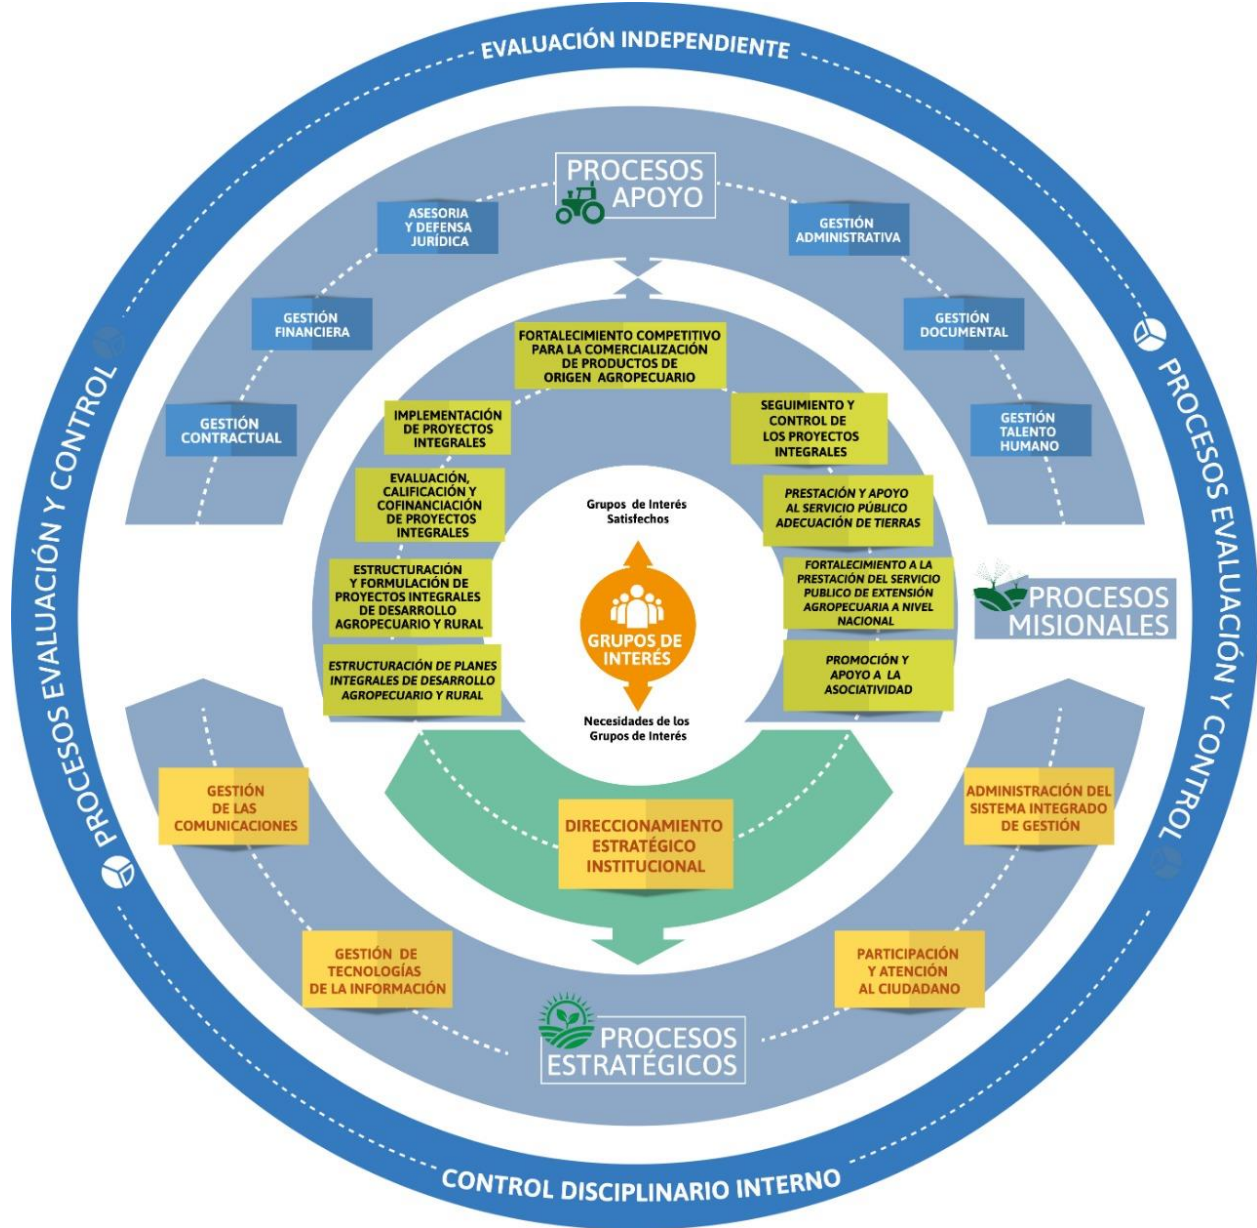 EVALUACIÓN INDEPENDIENTE
PROCESOS EVALUACIÓN Y CONTROL
PROCESOS EVALUACIÓN Y CONTROL
PROCESOS
APOYO
ASESORIA
Y DEFENSA
JURÍDICA
GESTIÓN
ADMINISTRATIVA
GESTIÓN
FINANCIERA
GESTIÓN
DOCUMENTAL
GESTIÓN
CONTRACTUAL
GESTIÓN
TALENTO
HUMANO
FORTALECIMIENTO COMPETITIVO
PARA LA COMERCIALIZACIÓN
DE PRODUCTOS DE
ORIGEN AGROPECUARIO
IMPLEMENTACIÓN
DE PROYECTOS
INTEGRALES
SEGUIMIENTO Y
CONTROL DE
LOS PROYECTOS
INTEGRALES
EVALUACIÓN,
CALIFICACIÓN Y
COFINANCIACIÓN
DE PROYECTOS
INTEGRALES
PRESTACIÓN Y APOYO
AL SERVICIO PÚBLICO
ADECUACIÓN DE TIERRAS
ESTRUCTURACIÓN
Y FORMULACIÓN DE
PROYECTOS INTEGRALES
DE DESARROLLO
AGROPECUARIO Y RURAL
FORTALECIMIENTO A LA
PRESTACIÓN DEL SERVICIO
PUBLICO DE EXTENSIÓN
AGROPECUARIA A NIVEL
NACIONAL
ESTRUCTURACIÓN DE PLANES
INTEGRALES DE DESARROLLO
AGROPECUARIO Y RURAL
PROMOCIÓN Y
APOYO A LA
ASOCIATIVIDAD
Grupos de Interés
Satisfechos
GRUPOS DE
INTERÉS
Necesidades de los
Grupos de Interés
PROCESOS
MISIONALES
GESTIÓN
DE LAS
COMUNICACIONES
DIRECCIONAMIENTO
ESTRATÉGICO
INSTITUCIONAL
ADMINISTRACIÓN DEL
SISTEMA INTEGRADO
DE GESTIÓN
GESTIÓN DE
TECNOLOGÍAS
DE LA INFORMACIÓN
PARTICIPACIÓN
Y ATENCIÓN
AL CIUDADANO
PROCESOS
ESTRATÉGICOS
CONTROL DISCIPLINARIO INTERNO